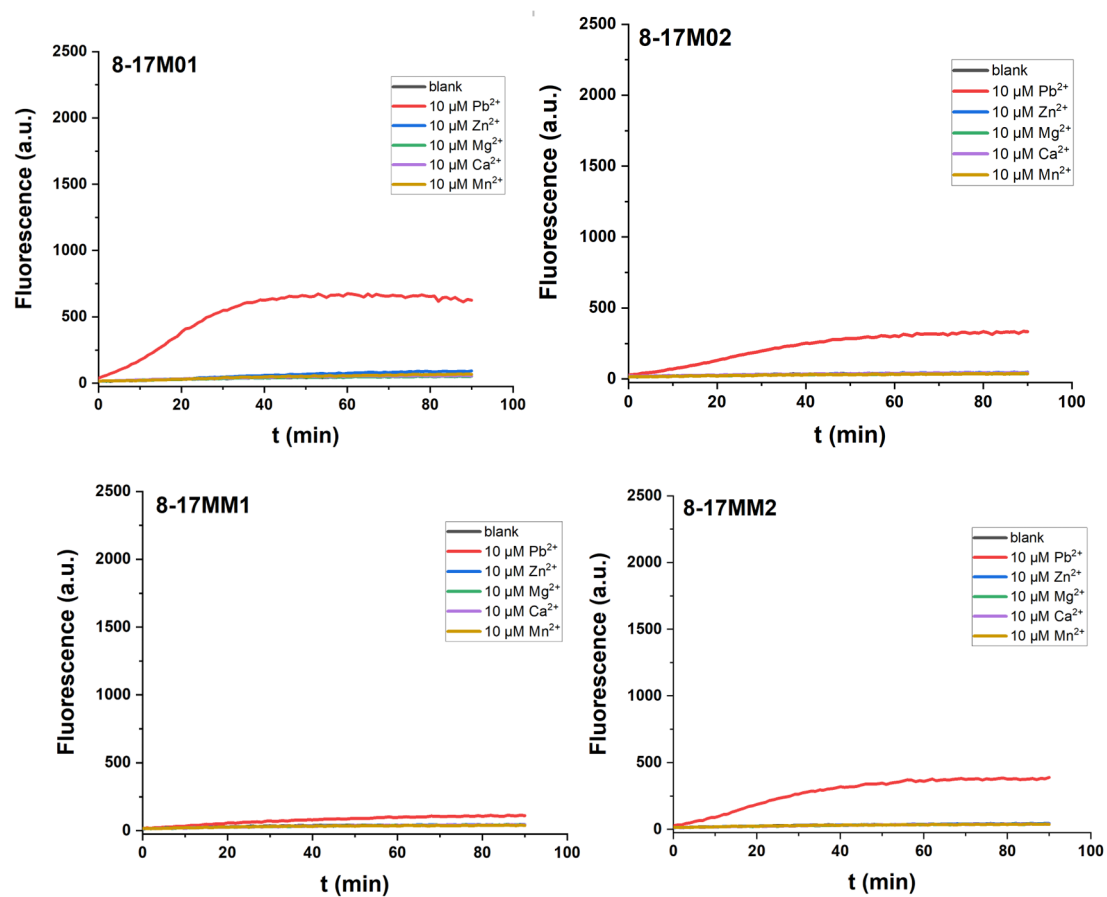 8-17M01
Fluorescence (a.u.)
2500
2000
1500
1000
500
0
blank
10 µM Pb²⁺
10 µM Zn²⁺
10 µM Mg²⁺
10 µM Ca²⁺
10 µM Mn²⁺
0 20 40 60 80 100
t (min)
8-17M02
Fluorescence (a.u.)
2500
2000
1500
1000
500
0
blank
10 µM Pb²⁺
10 µM Zn²⁺
10 µM Mg²⁺
10 µM Ca²⁺
10 µM Mn²⁺
0 20 40 60 80 100
t (min)
8-17MM1
Fluorescence (a.u.)
2500
2000
1500
1000
500
0
blank
10 µM Pb²⁺
10 µM Zn²⁺
10 µM Mg²⁺
10 µM Ca²⁺
10 µM Mn²⁺
0 20 40 60 80 100
t (min)
8-17MM2
Fluorescence (a.u.)
2500
2000
1500
1000
500
0
blank
10 µM Pb²⁺
10 µM Zn²⁺
10 µM Mg²⁺
10 µM Ca²⁺
10 µM Mn²⁺
0 20 40 60 80 100
t (min)